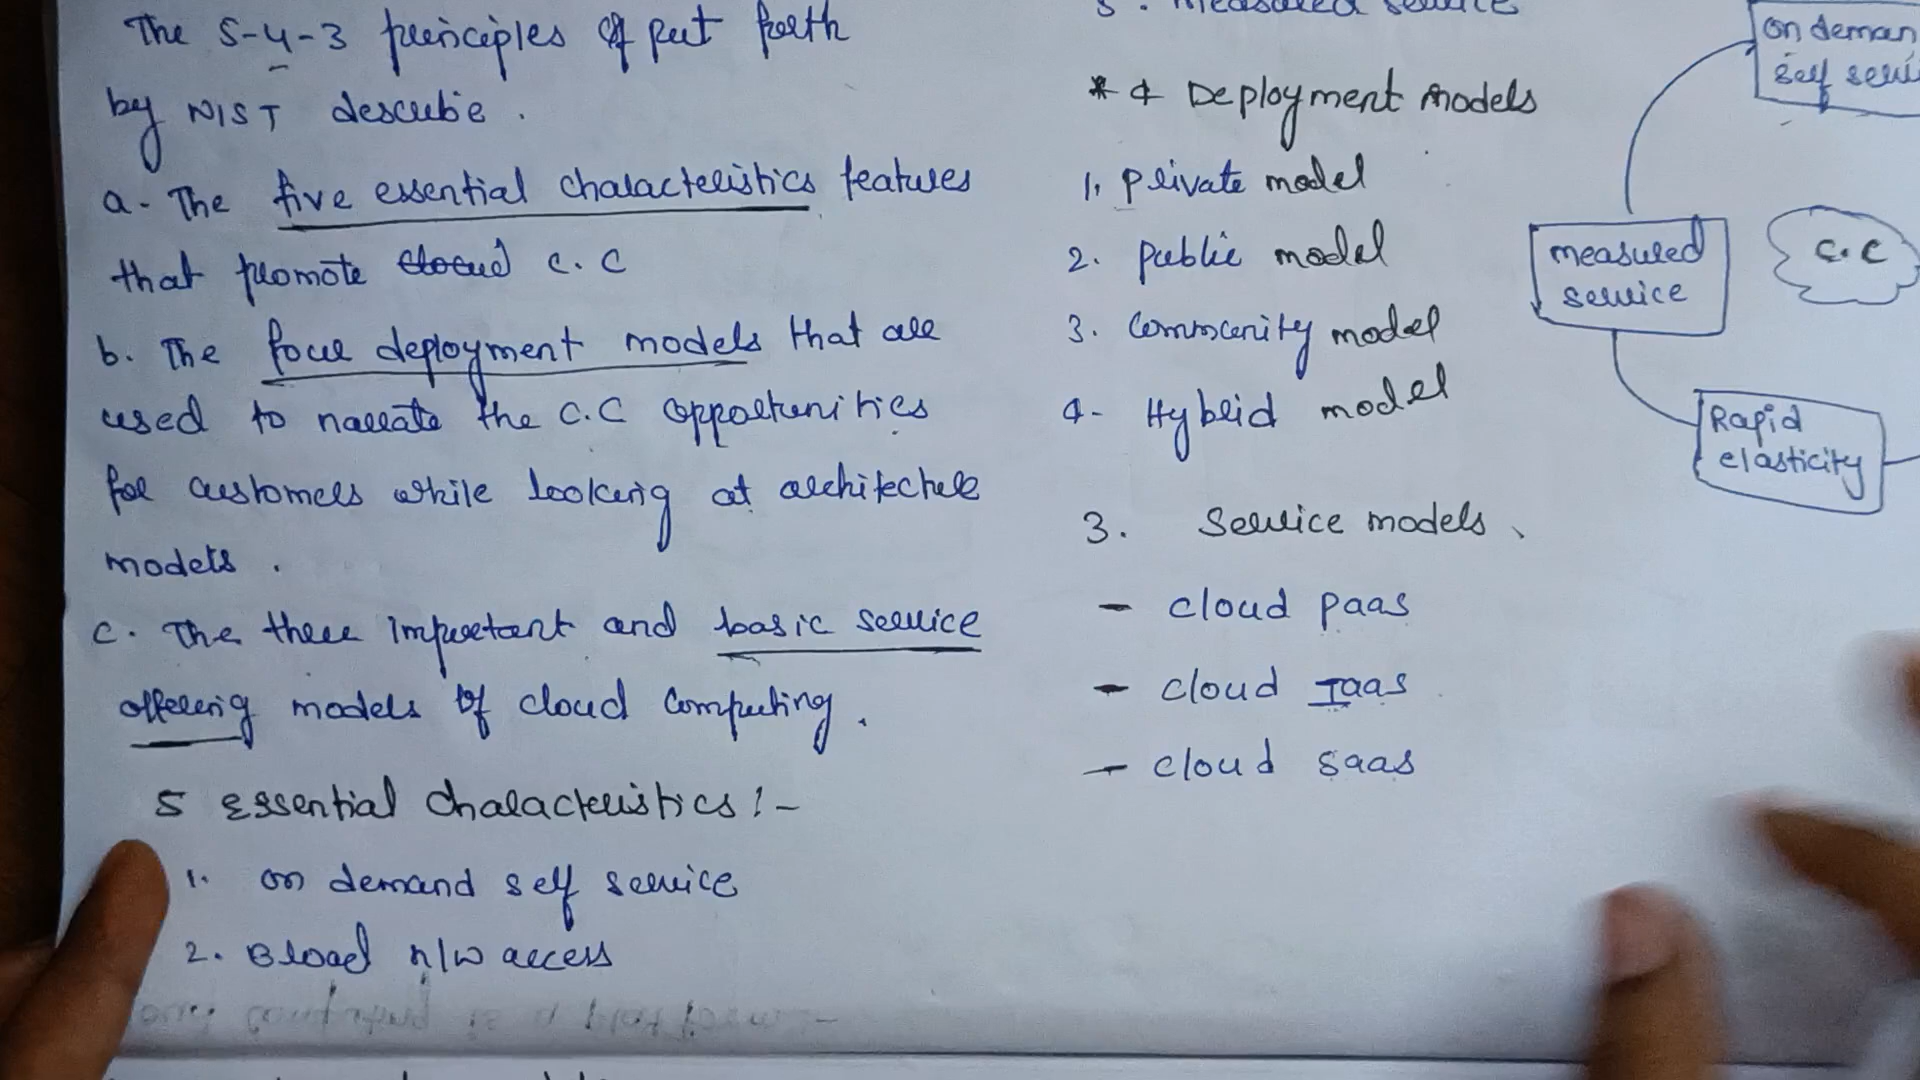 The 5-4-3 principles of put forth
by NIST describe.
a. The five essential characteristics features
that promote cloud C.C
b. The four deployment models that are
used to narrate the C.C opportunities
for customers while looking at architecture
models.
c. The three important and basic service
offering models of cloud computing.
5 Essential characteristics :-
1. on demand self service
2. Broad n/w access
5. Measured service
* 4 Deployment Models
1. private model
2. public model
3. Community model
4- Hybrid model
3. Service models
- cloud paas
- cloud Iaas
- cloud saas
on deman
self servi
measured
service
C.C
Rapid
elasticity